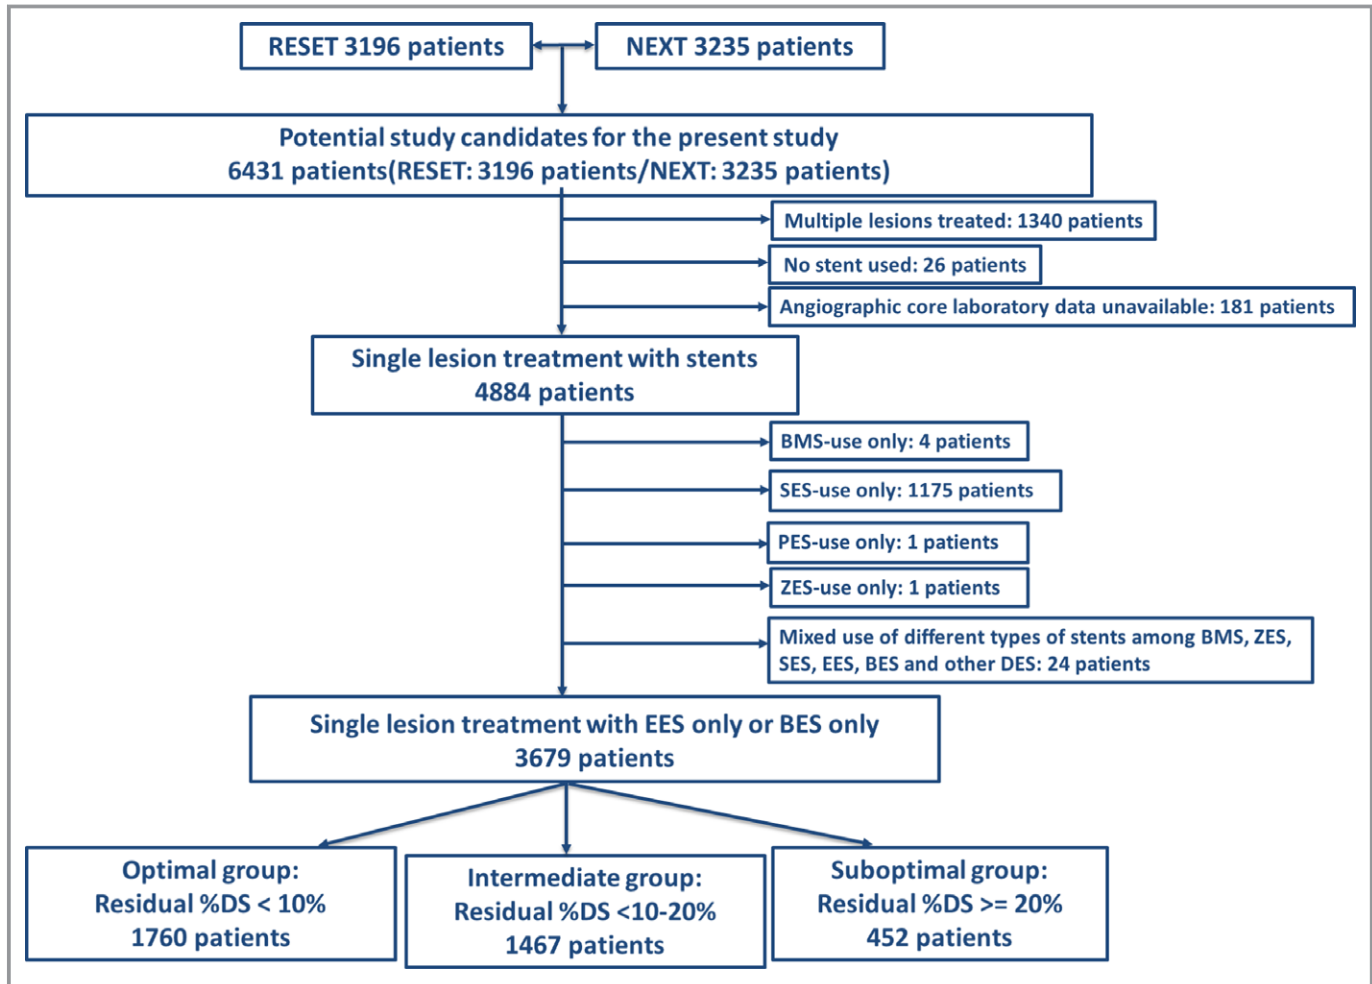 RESET 3196 patients
NEXT 3235 patients
Potential study candidates for the present study
6431 patients(RESET: 3196 patients/NEXT: 3235 patients)
Multiple lesions treated: 1340 patients
No stent used: 26 patients
Angiographic core laboratory data unavailable: 181 patients
Single lesion treatment with stents
4884 patients
BMS-use only: 4 patients
SES-use only: 1175 patients
PES-use only: 1 patients
ZES-use only: 1 patients
Mixed use of different types of stents among BMS, ZES,
SES, EES, BES and other DES: 24 patients
Single lesion treatment with EES only or BES only
3679 patients
Optimal group:
Residual %DS < 10%
1760 patients
Intermediate group:
Residual %DS <10-20%
1467 patients
Suboptimal group:
Residual %DS >= 20%
452 patients